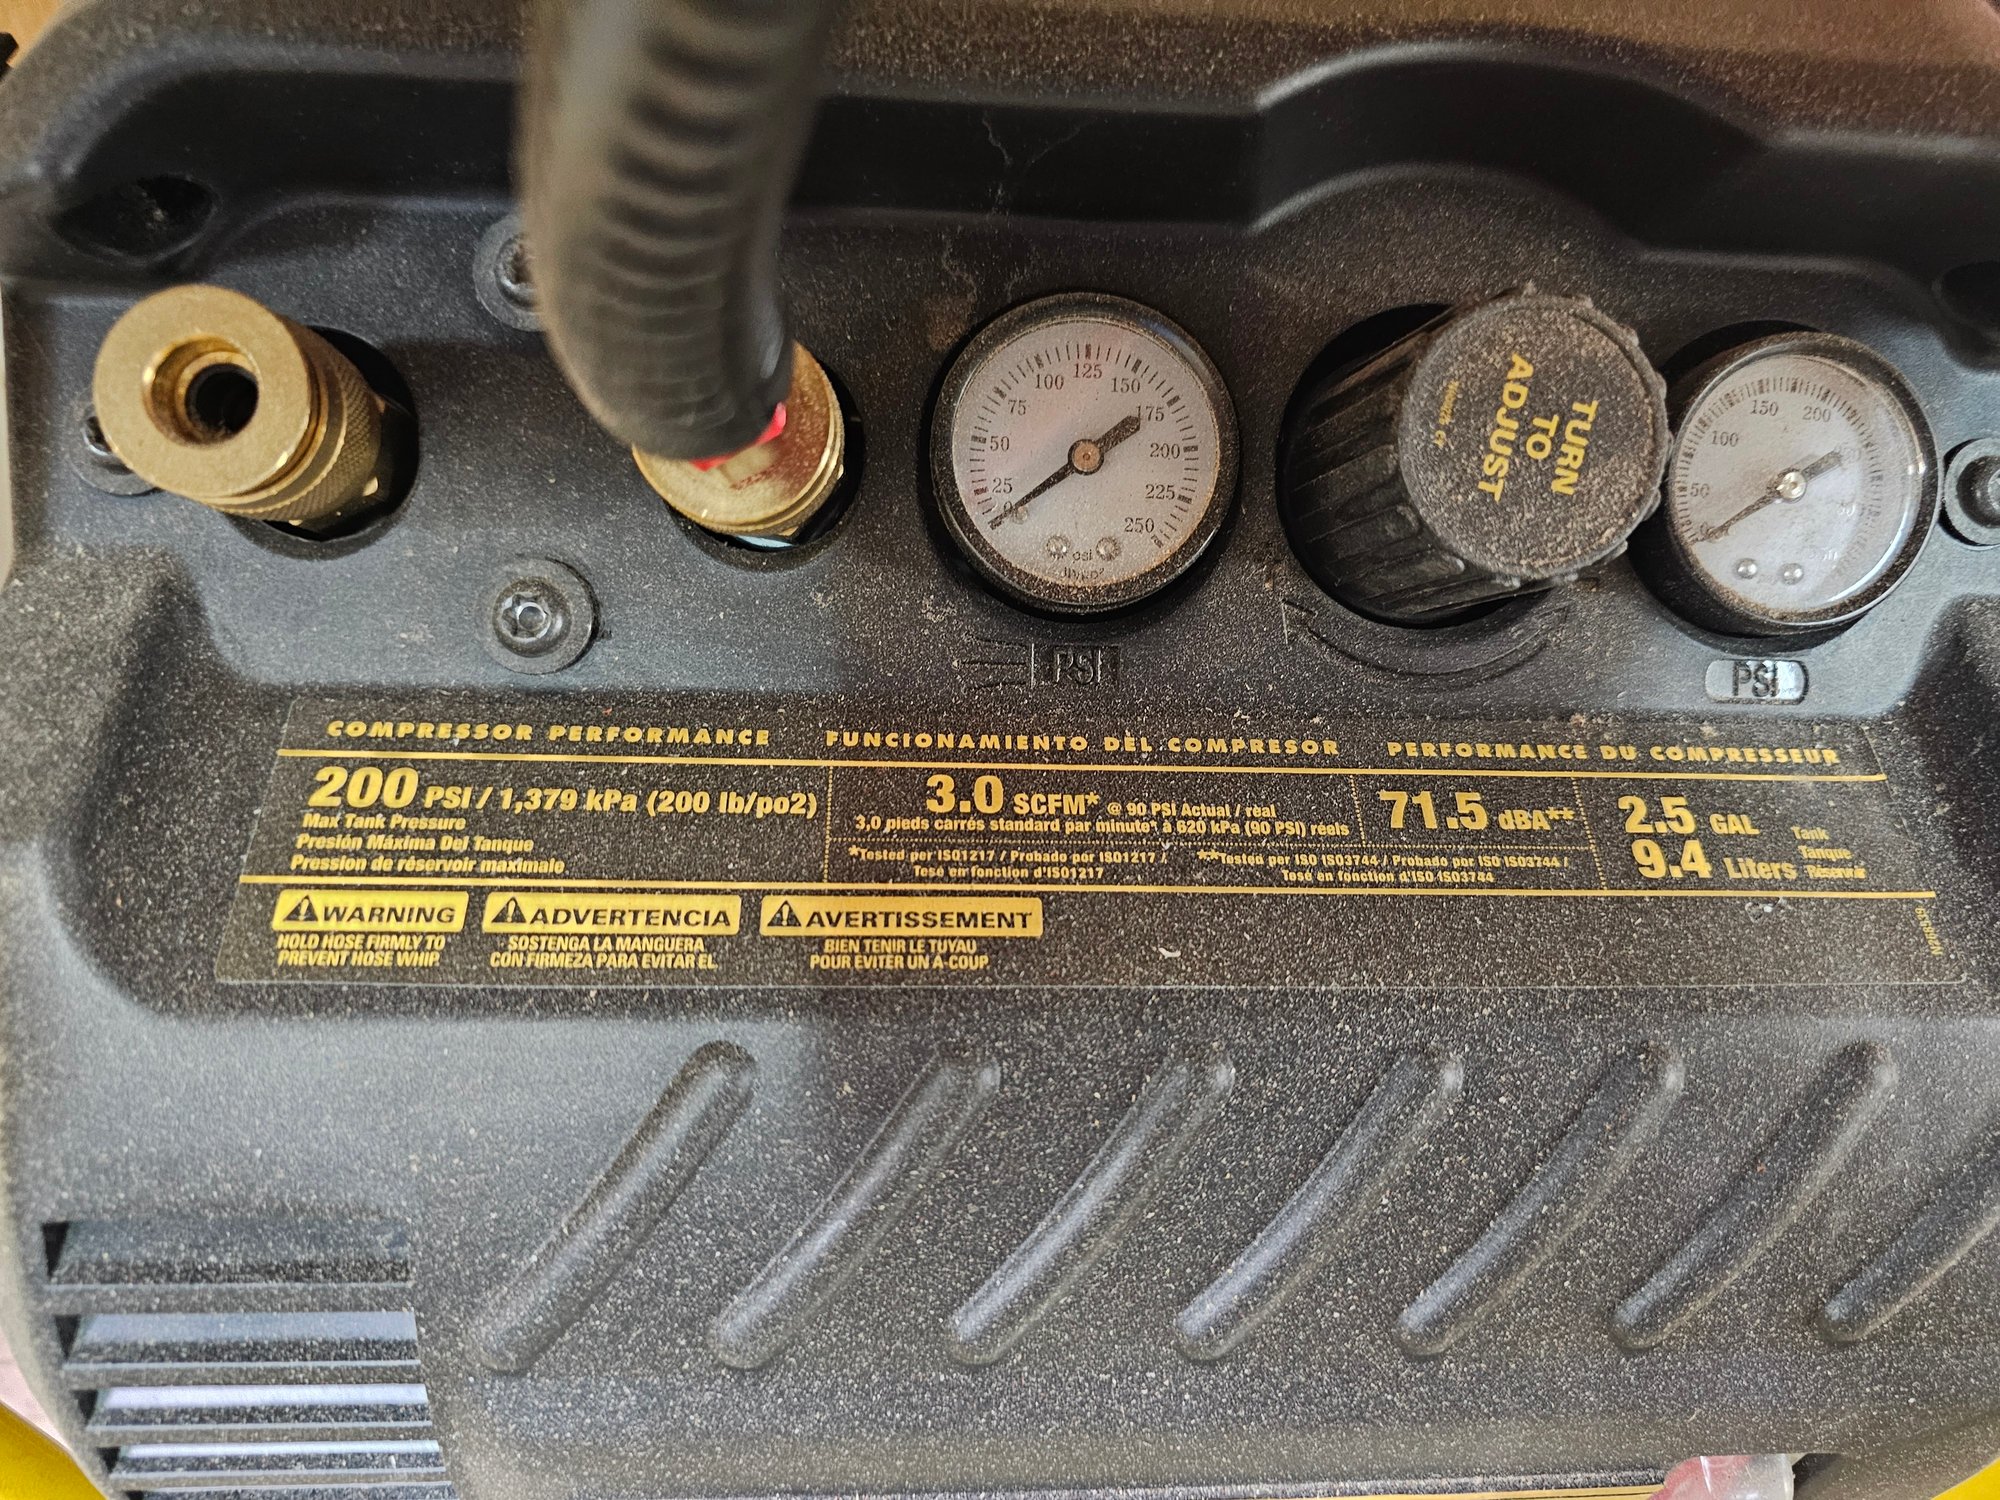 125
100
150
75
175
50
200
25
225
0
250
psi
TURN
TO
ADJUST
150
200
100
50
0
PSI
PSI
COMPRESSOR PERFORMANCE
FUNCIONAMIENTO DEL COMPRESOR
PERFORMANCE DU COMPRESSEUR
200 PSI / 1,379 kPa (200 lb/po2)
Max Tank Pressure
Presión Máxima Del Tanque
Pression de réservoir maximale
3.0 SCFM* @ 90 PSI Actual / réal
3,0 pieds carrés standard par minute* à 620 kPa (90 PSI) réels
*Tested per ISO1217 / Probado por ISO1217 /
Tesé en fonction d'ISO1217
71.5 dBA**
**Tested per ISO ISO3744 / Probado por ISO ISO3744 /
Tesé en fonction d'ISO ISO3744
2.5 GAL Tank
Tanque
9.4 Liters Réservoir
WARNING
HOLD HOSE FIRMLY TO
PREVENT HOSE WHIP
ADVERTENCIA
SOSTENGA LA MANGUERA
CON FIRMEZA PARA EVITAR EL
AVERTISSEMENT
BIEN TENIR LE TUYAU
POUR EVITER UN A-COUP